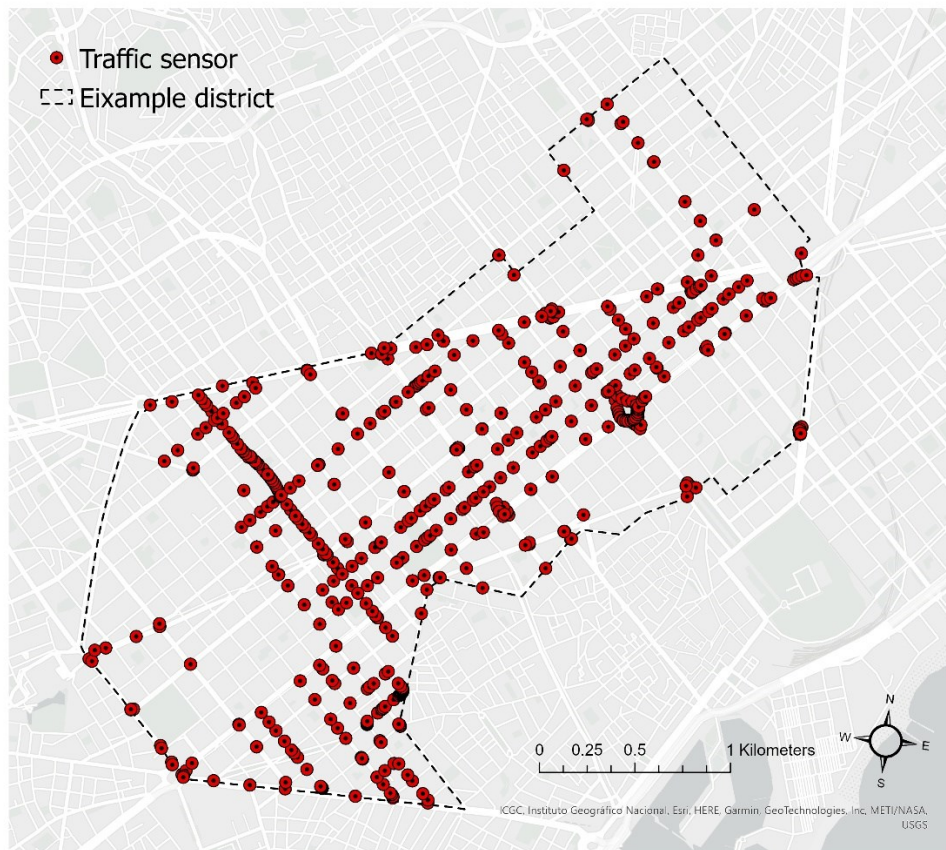 Traffic sensor
Eixample district
N
W E
S
0 0.25 0.5 1 Kilometers
ICGC, Instituto Geográfico Nacional, Esri, HERE, Garmin, GeoTechnologies, Inc, METI/NASA,
USGS